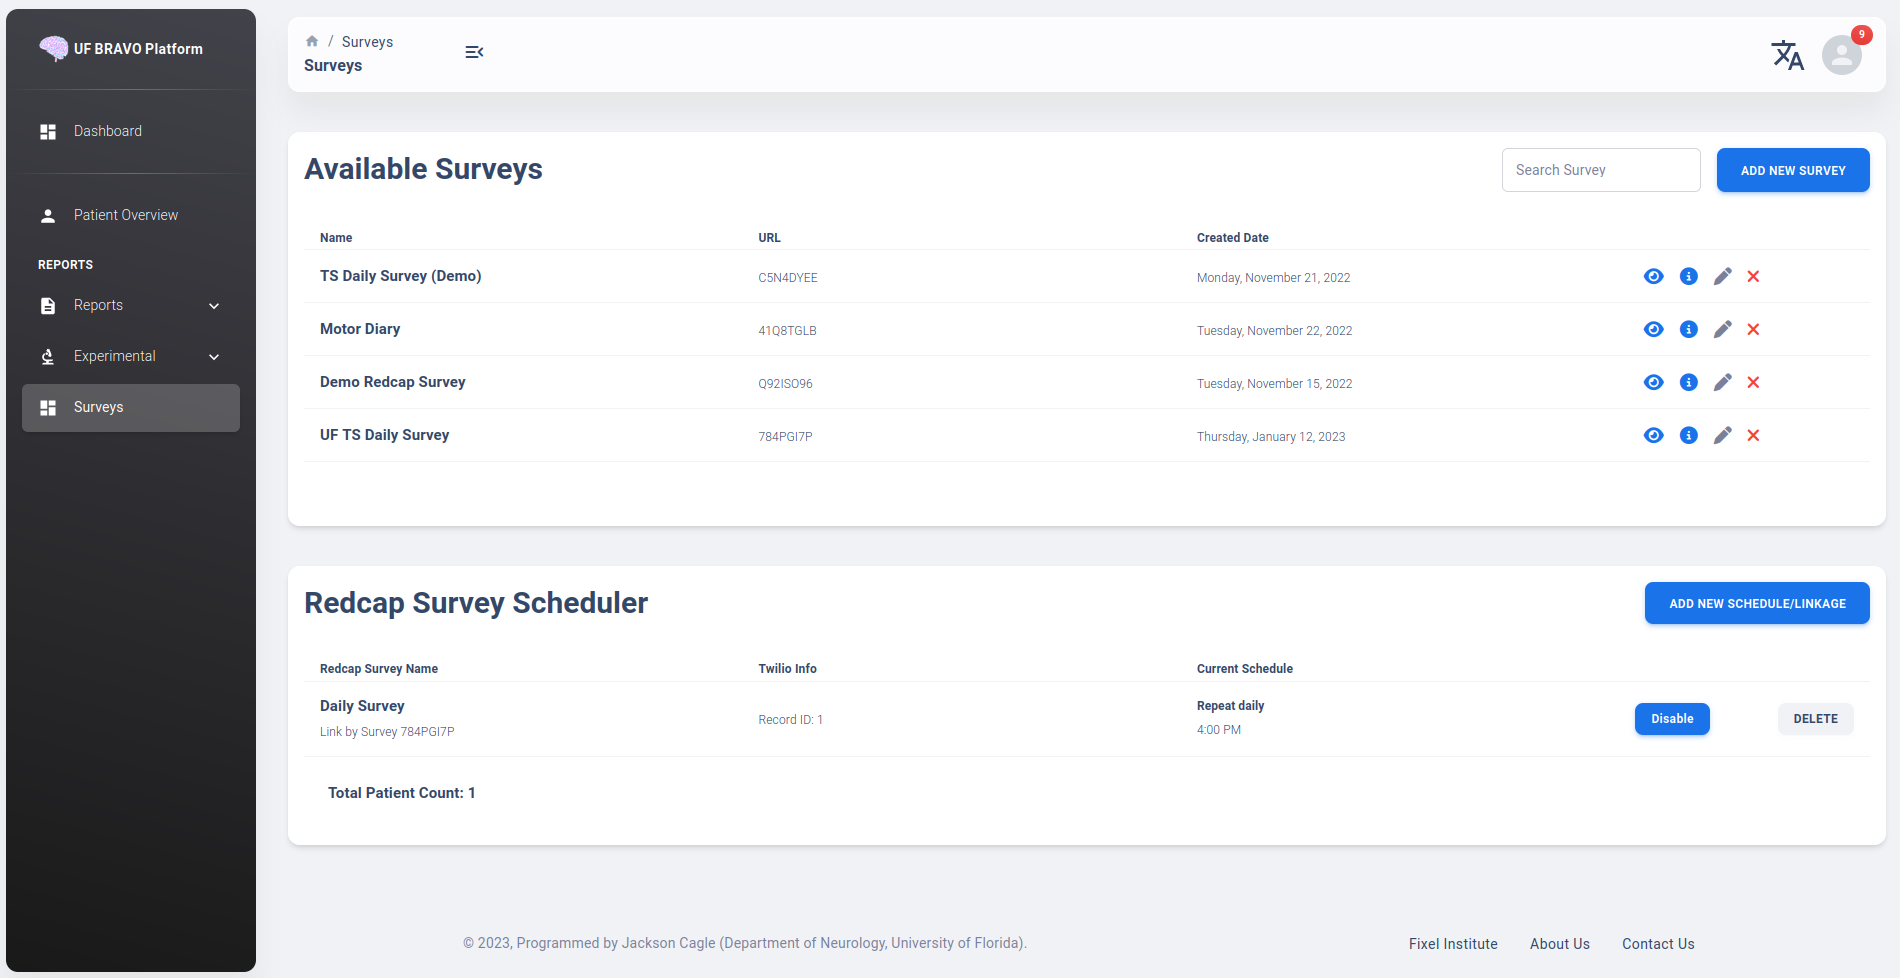 UF BRAVO Platform
Dashboard
Patient Overview
REPORTS
Reports
Experimental
Surveys
/ Surveys
Surveys
9
Available Surveys
Search Survey
ADD NEW SURVEY
Name URL Created Date
TS Daily Survey (Demo) C5N4DYEE Monday, November 21, 2022
Motor Diary 41Q8TGLB Tuesday, November 22, 2022
Demo Redcap Survey Q92ISO96 Tuesday, November 15, 2022
UF TS Daily Survey 784PGI7P Thursday, January 12, 2023
Redcap Survey Scheduler
ADD NEW SCHEDULE/LINKAGE
Redcap Survey Name Twilio Info Current Schedule
Daily Survey
Link by Survey 784PGI7P
Record ID: 1
Repeat daily
4:00 PM
Disable
DELETE
Total Patient Count: 1
© 2023, Programmed by Jackson Cagle (Department of Neurology, University of Florida).
Fixel Institute About Us Contact Us